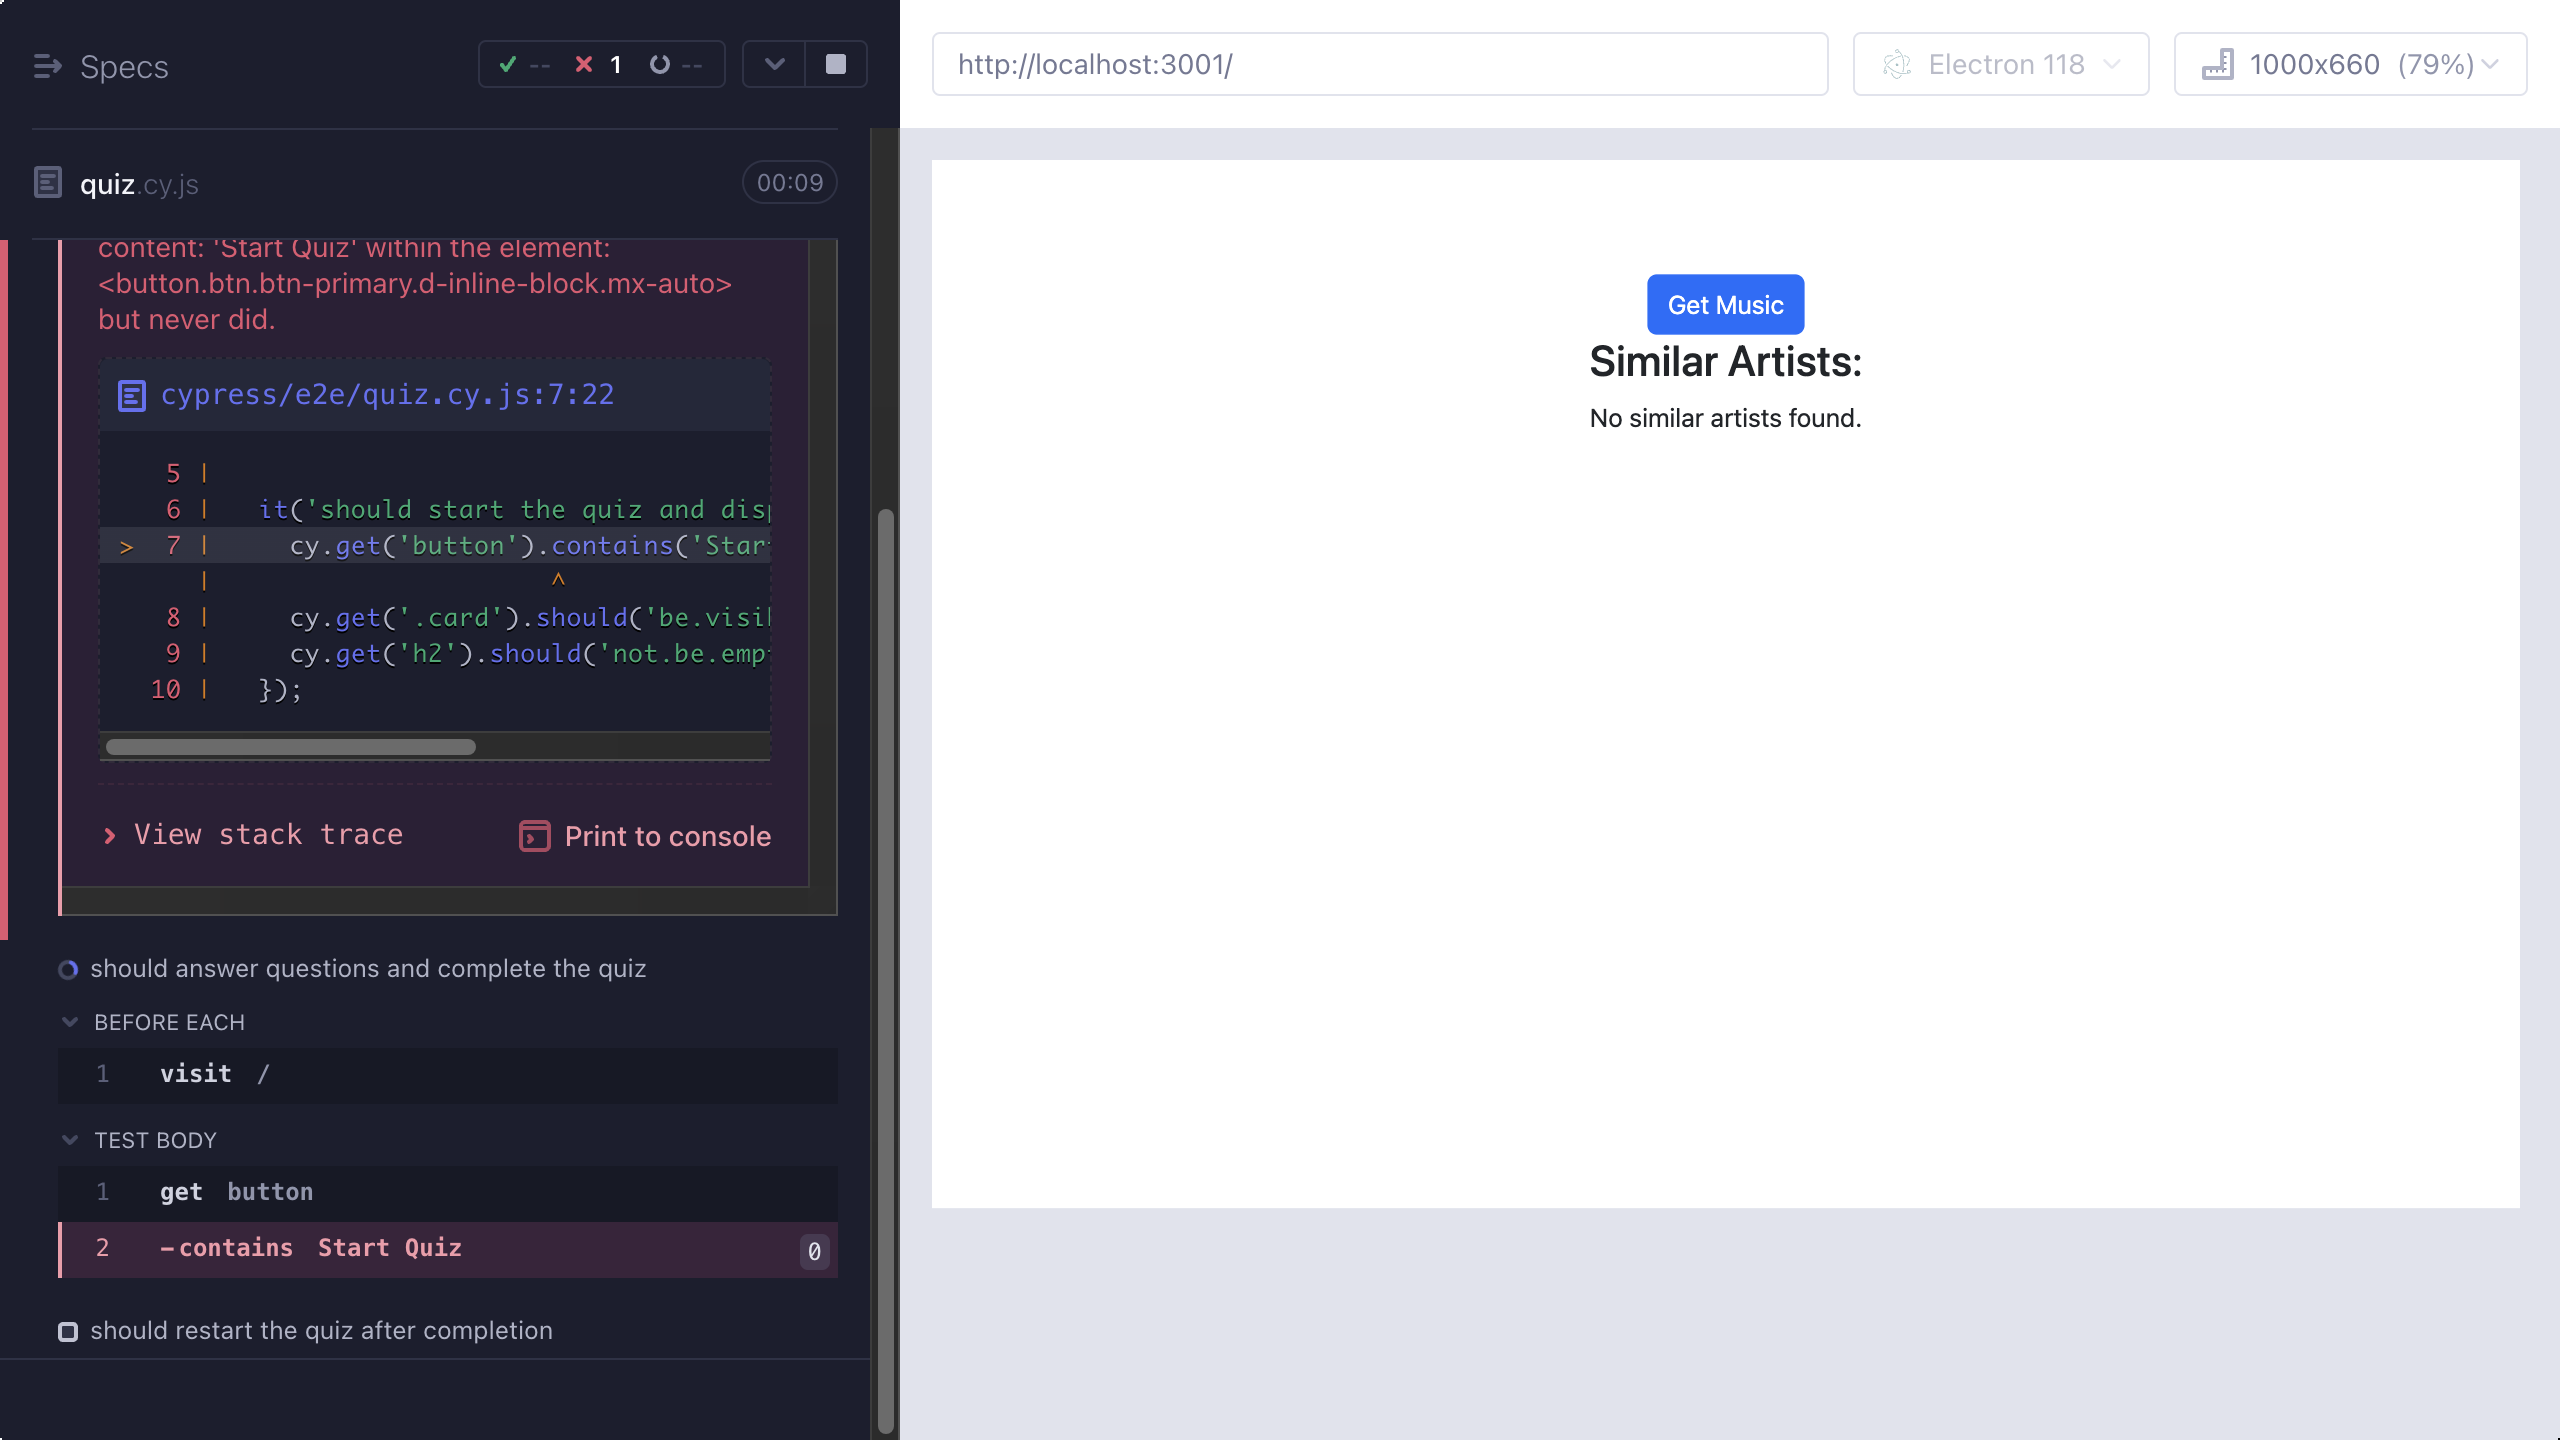 Specs
-- 1 --
quiz.cy.js
00:09
content: 'Start Quiz' within the element:
<button.btn.btn-primary.d-inline-block.mx-auto>
but never did.
cypress/e2e/quiz.cy.js:7:22
5 |
6 | it('should start the quiz and disp
> 7 | cy.get('button').contains('Star
| ^
8 | cy.get('.card').should('be.visi
9 | cy.get('h2').should('not.be.emp
10 | });
View stack trace
Print to console
should answer questions and complete the quiz
BEFORE EACH
1 visit /
TEST BODY
1 get button
2 -contains Start Quiz 0
should restart the quiz after completion
http://localhost:3001/
Electron 118
1000x660 (79%)
Get Music
Similar Artists:
No similar artists found.